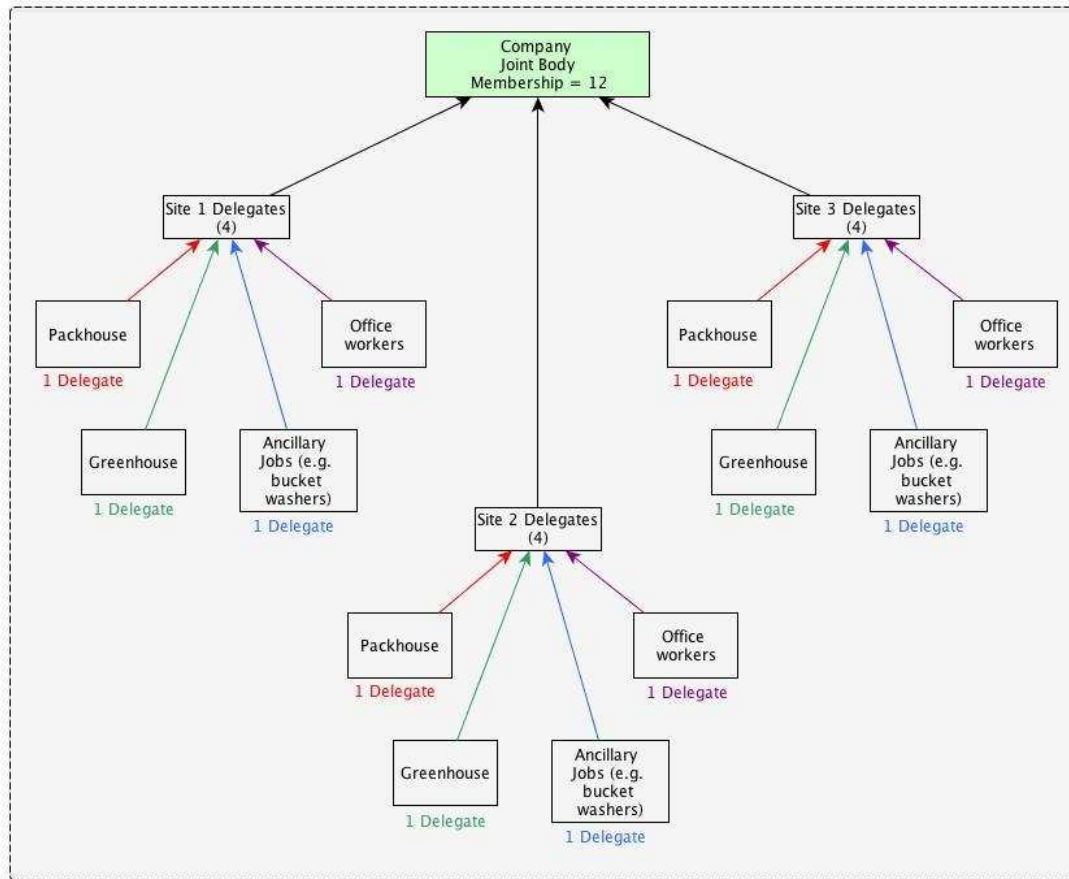 Company
Joint Body
Membership = 12
Site 1 Delegates
(4)
Site 3 Delegates
(4)
Packhouse
1 Delegate
Office
workers
1 Delegate
Packhouse
1 Delegate
Office
workers
1 Delegate
Greenhouse
1 Delegate
Ancillary
Jobs (e.g.
bucket
washers)
1 Delegate
Greenhouse
1 Delegate
Ancillary
Jobs (e.g.
bucket
washers)
1 Delegate
Site 2 Delegates
(4)
Packhouse
1 Delegate
Office
workers
1 Delegate
Greenhouse
1 Delegate
Ancillary
Jobs (e.g.
bucket
washers)
1 Delegate